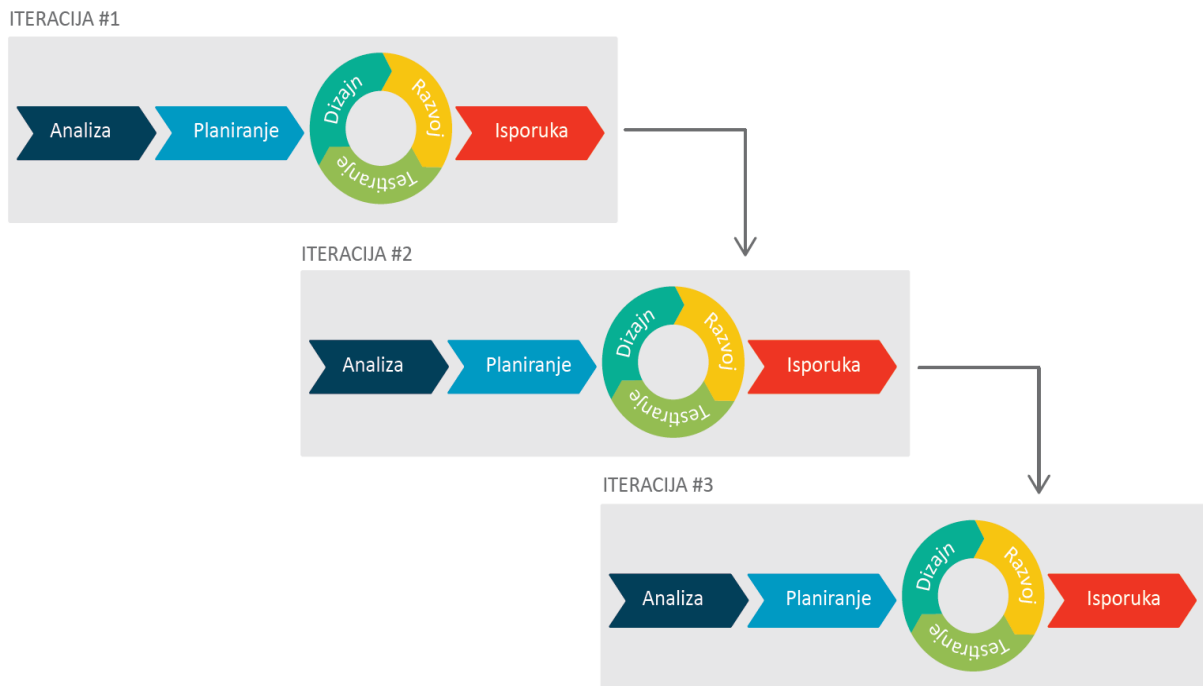 ITERACIJA #1
Analiza
Planiranje
Dizajn
Razvoj
Testiranje
Isporuka
ITERACIJA #2
Analiza
Planiranje
Dizajn
Razvoj
Testiranje
Isporuka
ITERACIJA #3
Analiza
Planiranje
Dizajn
Razvoj
Testiranje
Isporuka